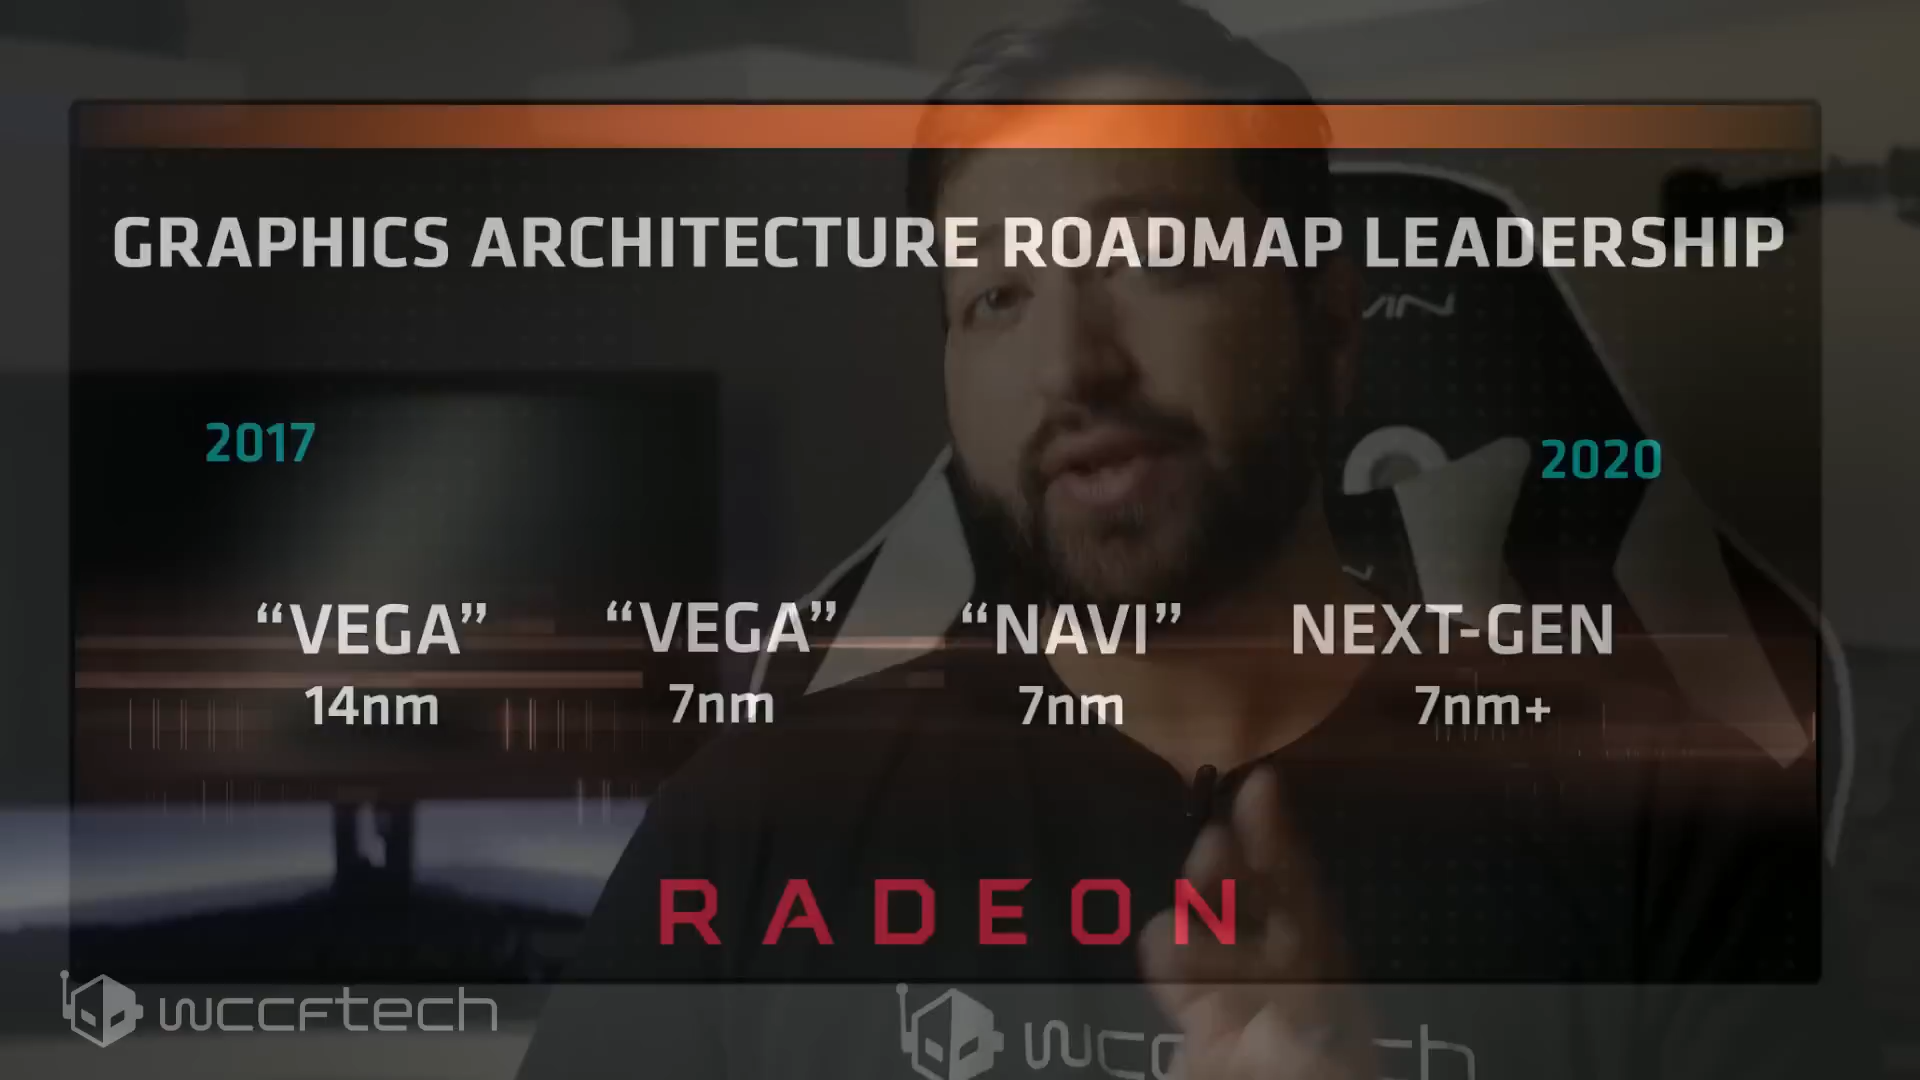 GRAPHICS ARCHITECTURE ROADMAP LEADERSHIP
2017
2020
“VEGA”
14nm
“VEGA”
7nm
“NAVI”
7nm
NEXT-GEN
7nm+
RADEON
wccftech